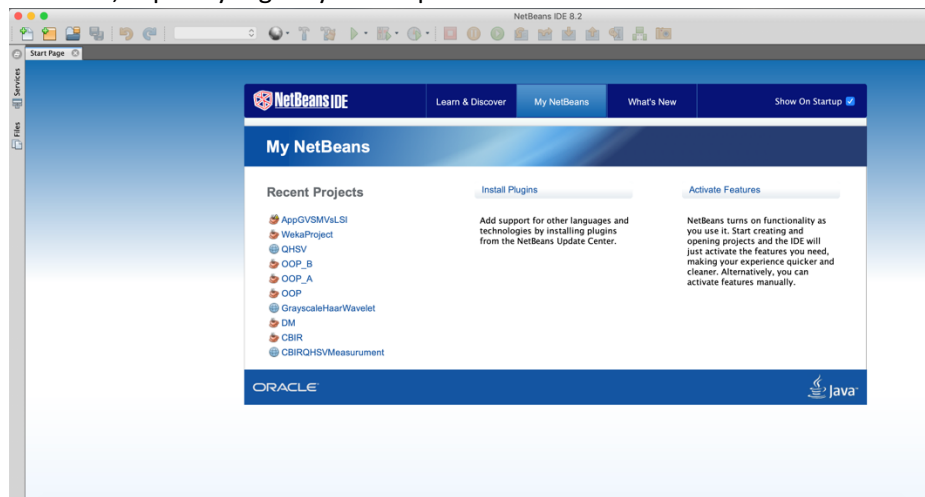 NetBeans IDE 8.2
Start Page
Services
Files
NetBeans IDE
Learn & Discover
My NetBeans
What's New
Show On Startup
My NetBeans
Recent Projects
AppGVSMVsLSI
WekaProject
QHSV
OOP_B
OOP_A
OOP
GrayscaleHaarWavelet
DM
CBIR
CBIRQHSVMeasurument
Install Plugins
Add support for other languages and
technologies by installing plugins
from the NetBeans Update Center.
Activate Features
NetBeans turns on functionality as
you use it. Start creating and
opening projects and the IDE will
just activate the features you need,
making your experience quicker and
cleaner. Alternatively, you can
activate features manually.
ORACLE
Java